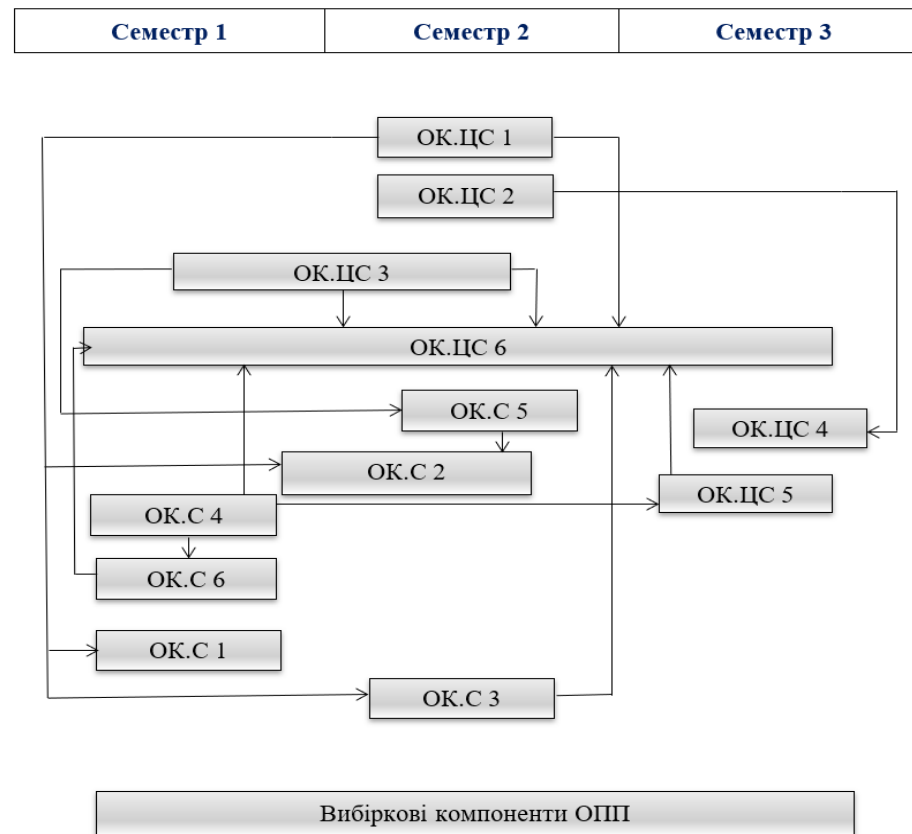 Семестр 1 Семестр 2 Семестр 3
ОК.ЦС 1
ОК.ЦС 2
ОК.ЦС 3
ОК.ЦС 6
ОК.С 5
ОК.ЦС 4
ОК.С 2
ОК.ЦС 5
ОК.С 4
ОК.С 6
ОК.С 1
ОК.С 3
Вибіркові компоненти ОПП